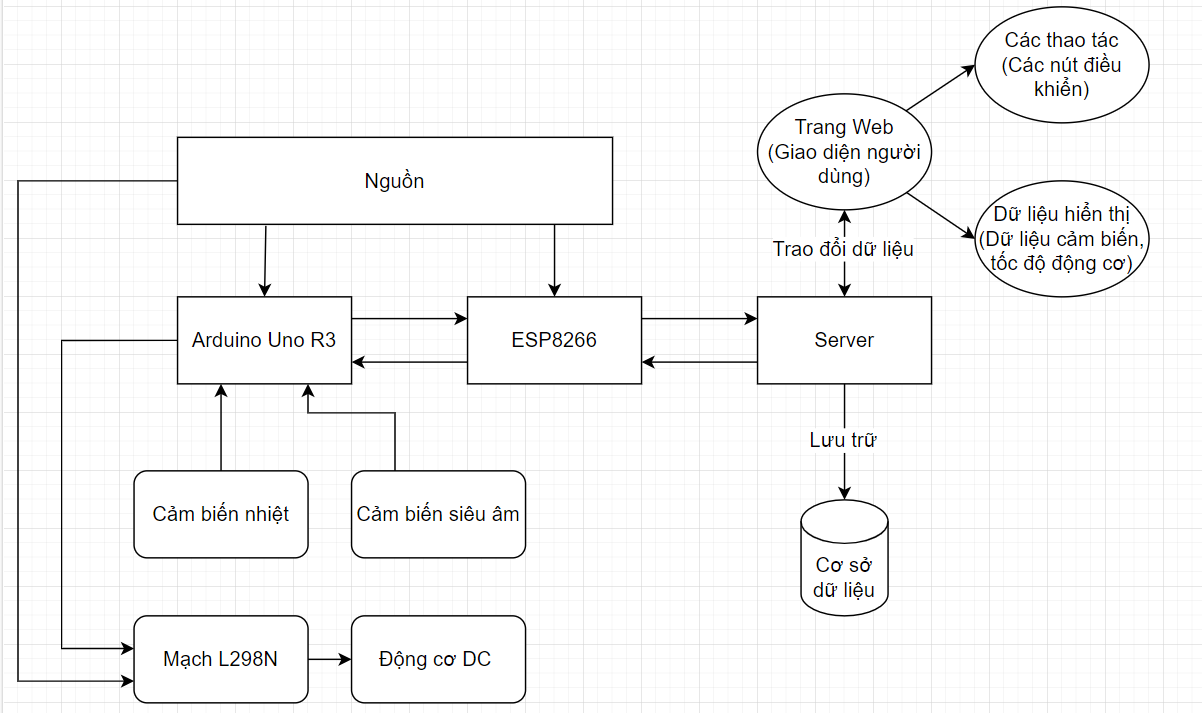 Các thao tác
(Các nút điều
khiển)
Trang Web
(Giao diện người
dùng)
Nguồn
Dữ liệu hiển thị
(Dữ liệu cảm biến,
tốc độ động cơ)
Trao đổi dữ liệu
Arduino Uno R3
ESP8266
Server
Lưu trữ
Cảm biến nhiệt
Cảm biến siêu âm
Cơ sở
dữ liệu
Mạch L298N
Động cơ DC